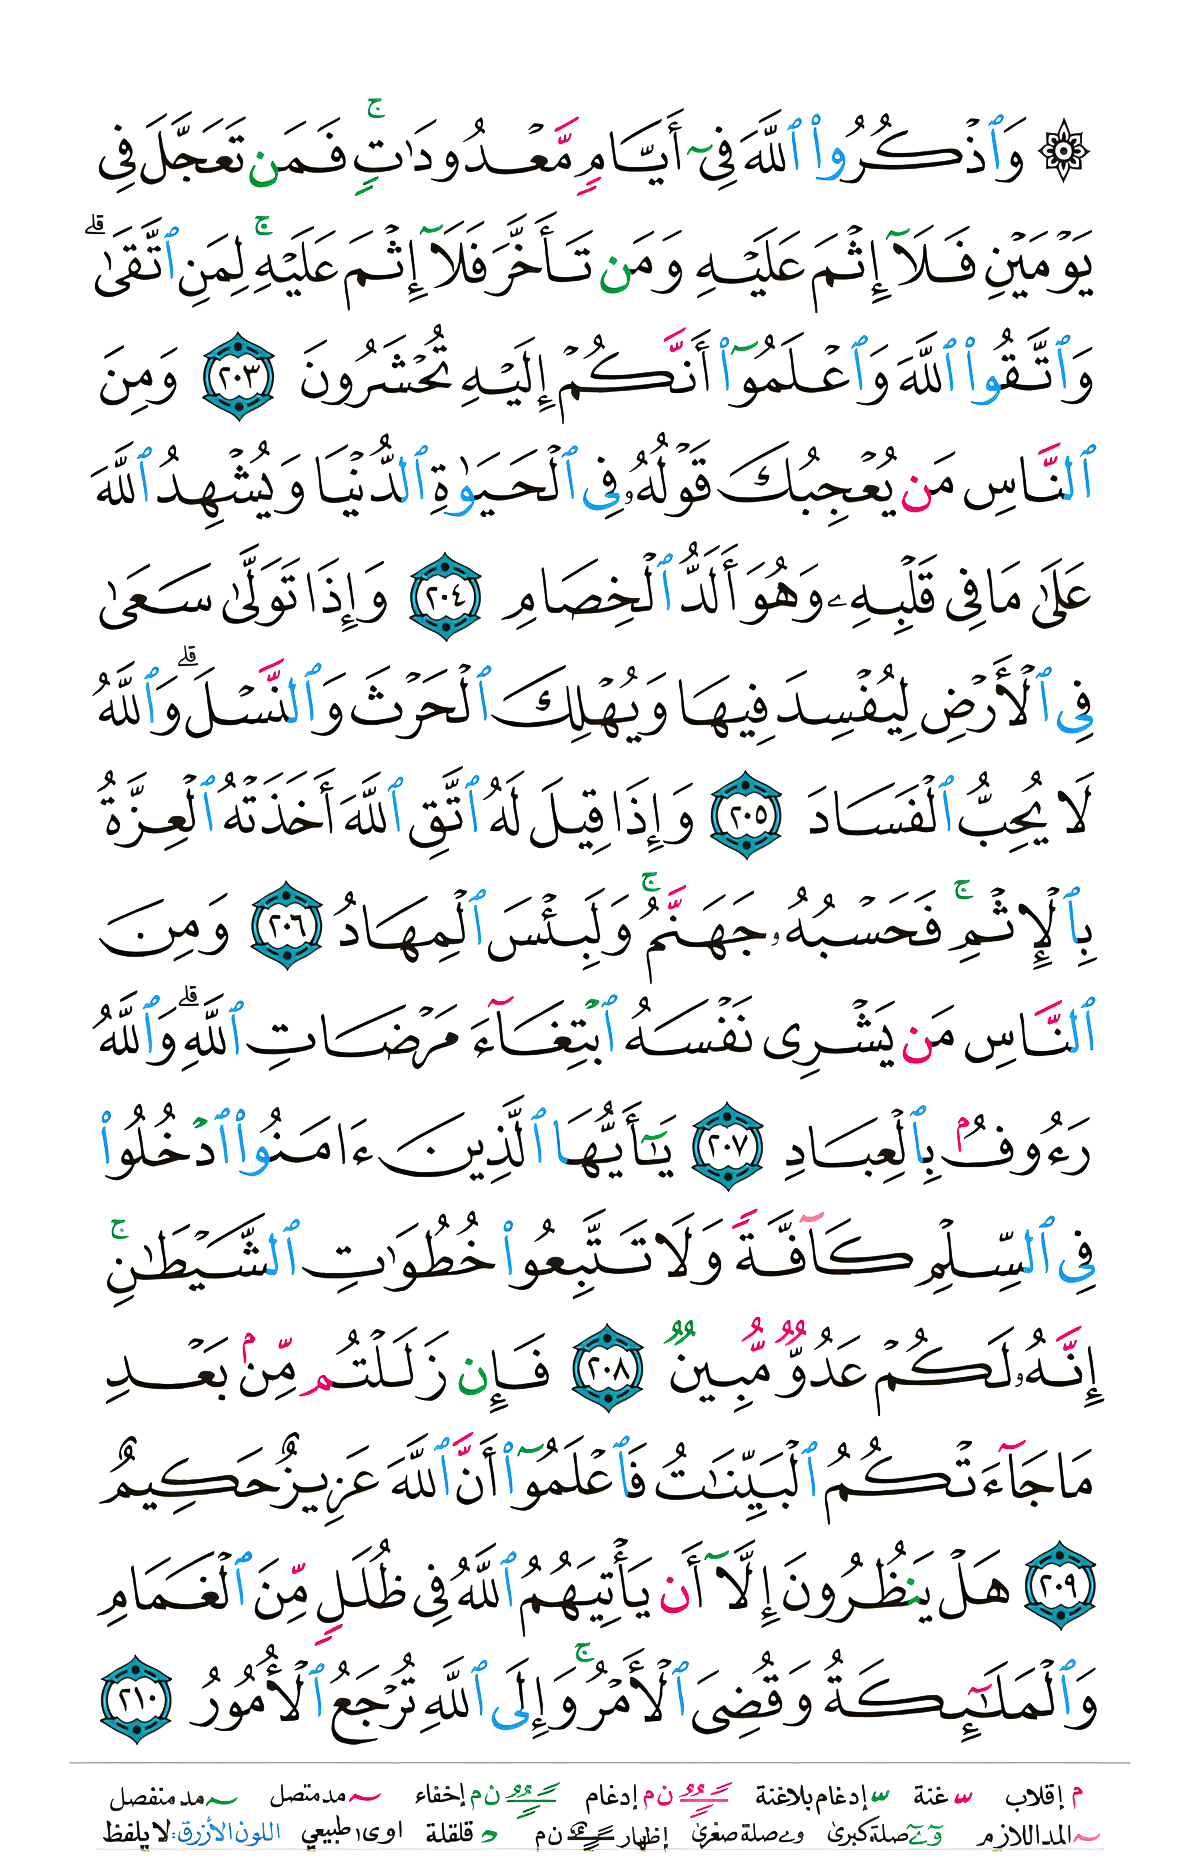 ۞ وَٱذْكُرُوا۟ ٱللَّهَ فِىٓ أَيَّامٍ مَّعْدُودَٰتٍ ۚ فَمَن تَعَجَّلَ فِى
يَوْمَيْنِ فَلَآ إِثْمَ عَلَيْهِ وَمَن تَأَخَّرَ فَلَآ إِثْمَ عَلَيْهِ ۚ لِمَنِ ٱتَّقَىٰ ۗ
وَٱتَّقُوا۟ ٱللَّهَ وَٱعْلَمُوٓا۟ أَنَّكُمْ إِلَيْهِ تُحْشَرُونَ ٢٠٣ وَمِنَ
ٱلنَّاسِ مَن يُعْجِبُكَ قَوْلُهُۥ فِى ٱلْحَيَوٰةِ ٱلدُّنْيَا وَيُشْهِدُ ٱللَّهَ
عَلَىٰ مَا فِى قَلْبِهِۦ وَهُوَ أَلَدُّ ٱلْخِصَامِ ٢٠٤ وَإِذَا تَوَلَّىٰ سَعَىٰ
فِى ٱلْأَرْضِ لِيُفْسِدَ فِيهَا وَيُهْلِكَ ٱلْحَرْثَ وَٱلنَّسْلَ ۗ وَٱللَّهُ
لَا يُحِبُّ ٱلْفَسَادَ ٢٠٥ وَإِذَا قِيلَ لَهُ ٱتَّقِ ٱللَّهَ أَخَذَتْهُ ٱلْعِزَّةُ
بِٱلْإِثْمِ ۚ فَحَسْبُهُۥ جَهَنَّمُ ۚ وَلَبِئْسَ ٱلْمِهَادُ ٢٠٦ وَمِنَ
ٱلنَّاسِ مَن يَشْرِى نَفْسَهُ ٱبْتِغَآءَ مَرْضَاتِ ٱللَّهِ ۗ وَٱللَّهُ
رَءُوفٌۢ بِٱلْعِبَادِ ٢٠٧ يَٰٓأَيُّهَا ٱلَّذِينَ ءَامَنُوا۟ ٱدْخُلُوا۟
فِى ٱلسِّلْمِ كَآفَّةً وَلَا تَتَّبِعُوا۟ خُطُوَٰتِ ٱلشَّيْطَٰنِ ۚ
إِنَّهُۥ لَكُمْ عَدُوٌّ مُّبِينٌ ٢٠٨ فَإِن زَلَلْتُم مِّنۢ بَعْدِ
مَا جَآءَتْكُمُ ٱلْبَيِّنَٰتُ فَٱعْلَمُوٓا۟ أَنَّ ٱللَّهَ عَزِيزٌ حَكِيمٌ
٢٠٩ هَلْ يَنظُرُونَ إِلَّآ أَن يَأْتِيَهُمُ ٱللَّهُ فِى ظُلَلٍ مِّنَ ٱلْغَمَامِ
وَٱلْمَلَٰٓئِكَةُ وَقُضِىَ ٱلْأَمْرُ ۚ وَإِلَى ٱللَّهِ تُرْجَعُ ٱلْأُمُورُ ٢١٠
م إقلاب غنة إدغام بلاغنة ن م إدغام ن م إخفاء مد متصل مد منفصل
المد اللازم صلة كبرى و ے صلة صغرى إظهار ن م قلقلة اوى طبيعي اللون الأزرق: لا يلفظ